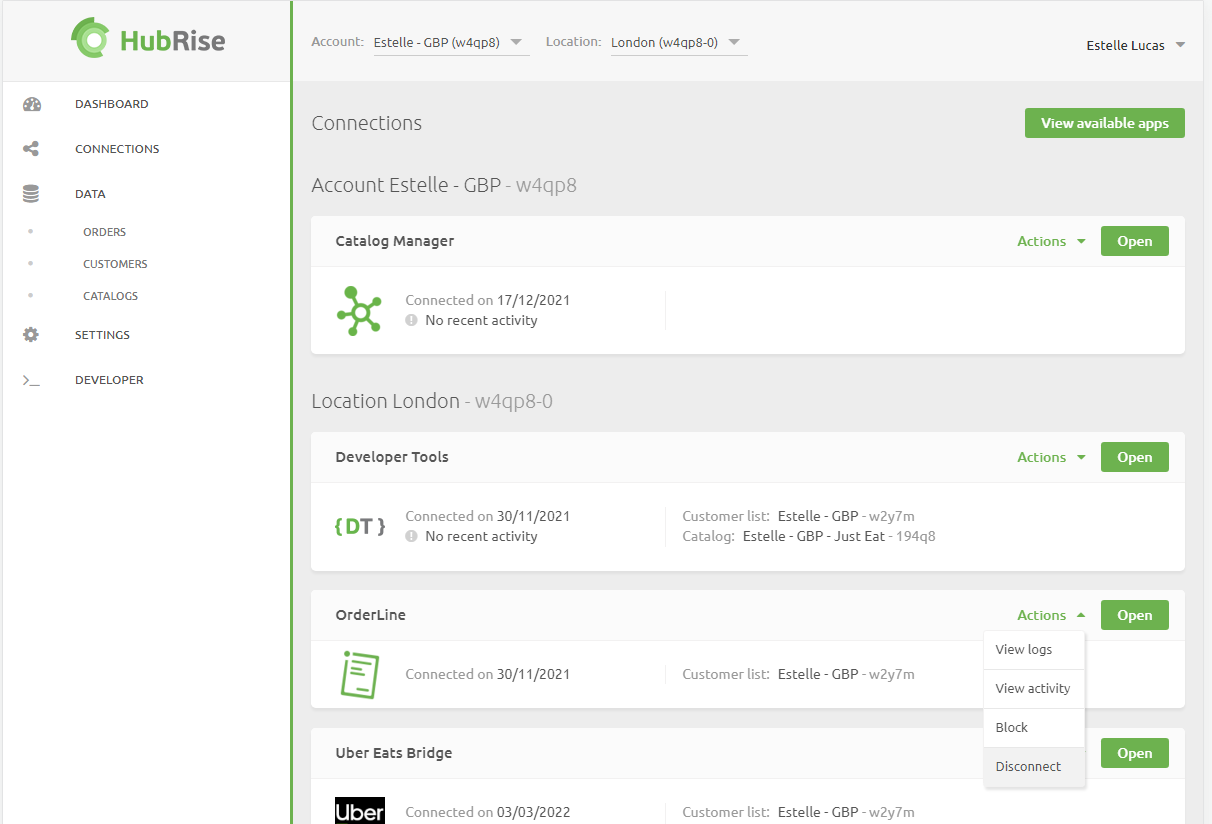 HubRise
Account: Estelle - GBP (w4qp8) Location: London (w4qp8-0)
Estelle Lucas
DASHBOARD
CONNECTIONS
DATA
ORDERS
CUSTOMERS
CATALOGS
SETTINGS
DEVELOPER
Connections
View available apps
Account Estelle - GBP - w4qp8
Catalog Manager
Actions
Open
Connected on 17/12/2021
No recent activity
Location London - w4qp8-0
Developer Tools
Actions
Open
{DT}
Connected on 30/11/2021
No recent activity
Customer list: Estelle - GBP - w2y7m
Catalog: Estelle - GBP - Just Eat - 194q8
OrderLine
Actions
Open
Connected on 30/11/2021
Customer list: Estelle - GBP - w2y7m
View logs
View activity
Block
Disconnect
Uber Eats Bridge
Open
Uber
Connected on 03/03/2022
Customer list: Estelle - GBP - w2y7m